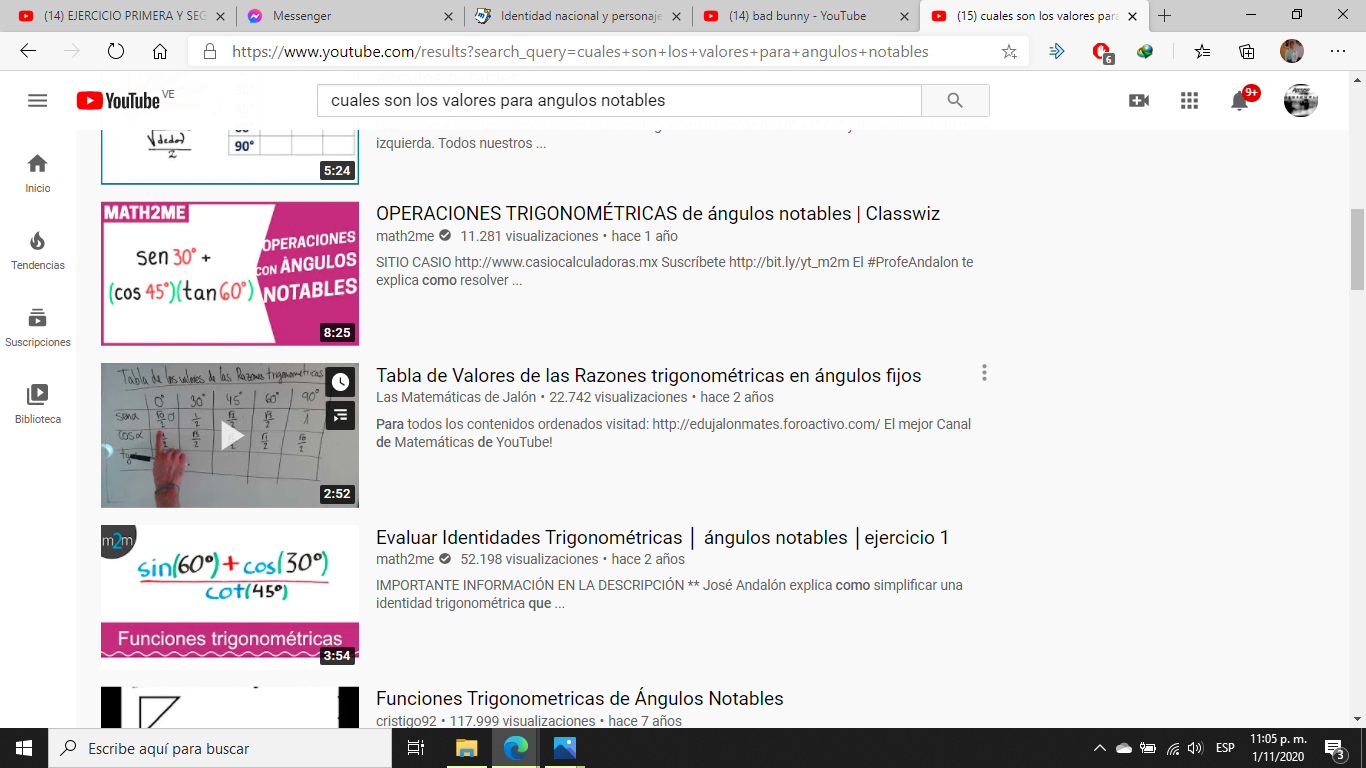 (14) EJERCICIO PRIMERA Y SEG
Messenger
Identidad nacional y personaje
(14) bad bunny - YouTube
(15) cuales son los valores para
https://www.youtube.com/results?search_query=cuales+son+los+valores+para+angulos+notables
6
YouTube VE
cuales son los valores para angulos notables
9+
Inicio
Tendencias
Suscripciones
Biblioteca
2
90°
5:24
izquierda. Todos nuestros ...
MATH2ME
sen 30° +
(cos 45°)(tan 60°)
OPERACIONES
CON ÀNGULOS
NOTABLES
8:25
OPERACIONES TRIGONOMÉTRICAS de ángulos notables | Classwiz
math2me 11.281 visualizaciones • hace 1 año
SITIO CASIO http://www.casiocalculadoras.mx Suscríbete http://bit.ly/yt_m2m El #ProfeAndalon te
explica como resolver ...
Tabla de los valores de las Razones trigonométricas
0° 30° 45° 60° 90°
senα
cosα
2:52
Tabla de Valores de las Razones trigonométricas en ángulos fijos
Las Matemáticas de Jalón • 22.742 visualizaciones • hace 2 años
Para todos los contenidos ordenados visitad: http://edujalonmates.foroactivo.com/ El mejor Canal
de Matemáticas de YouTube!
m2m
sin(60°)+cos(30°)
cot(45°)
Funciones trigonométricas
3:54
Evaluar Identidades Trigonométricas │ ángulos notables │ejercicio 1
math2me 52.198 visualizaciones • hace 2 años
IMPORTANTE INFORMACIÓN EN LA DESCRIPCIÓN ** José Andalón explica como simplificar una
identidad trigonométrica que ...
Funciones Trigonometricas de Ángulos Notables
cristigo92 • 117.999 visualizaciones • hace 7 años
Escribe aquí para buscar
ESP
11:05 p. m.
1/11/2020
3